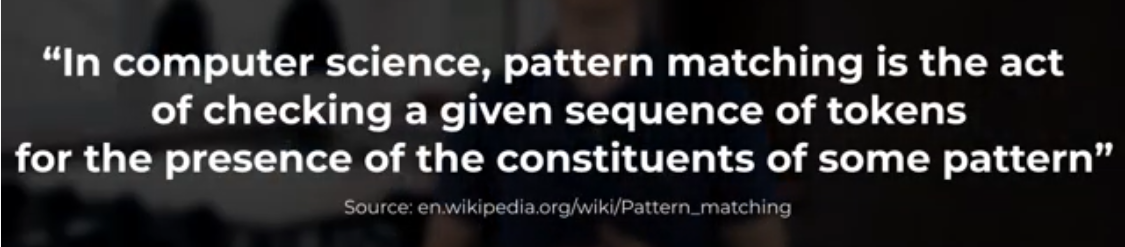 “In computer science, pattern matching is the act
of checking a given sequence of tokens
for the presence of the constituents of some pattern”
Source: en.wikipedia.org/wiki/Pattern_matching